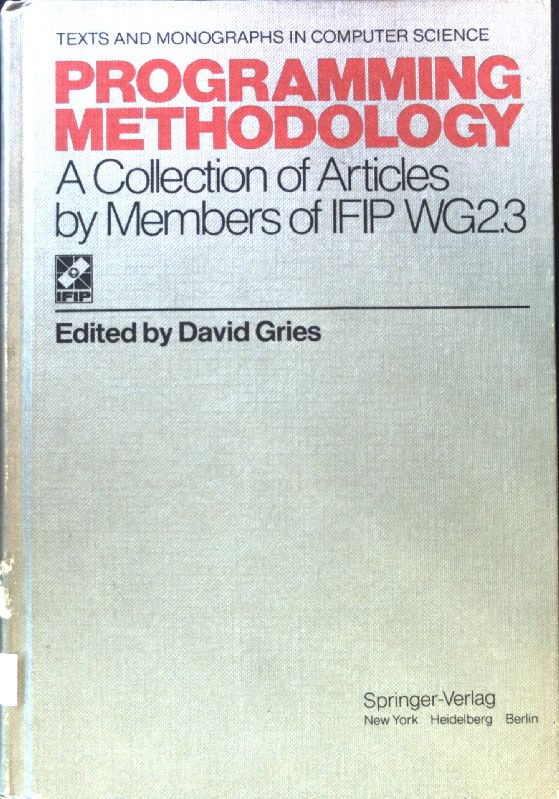 TEXTS AND MONOGRAPHS IN COMPUTER SCIENCE
PROGRAMMING
METHODOLOGY
A Collection of Articles
by Members of IFIP WG2.3
IFIP
Edited by David Gries
Springer-Verlag
New York Heidelberg Berlin